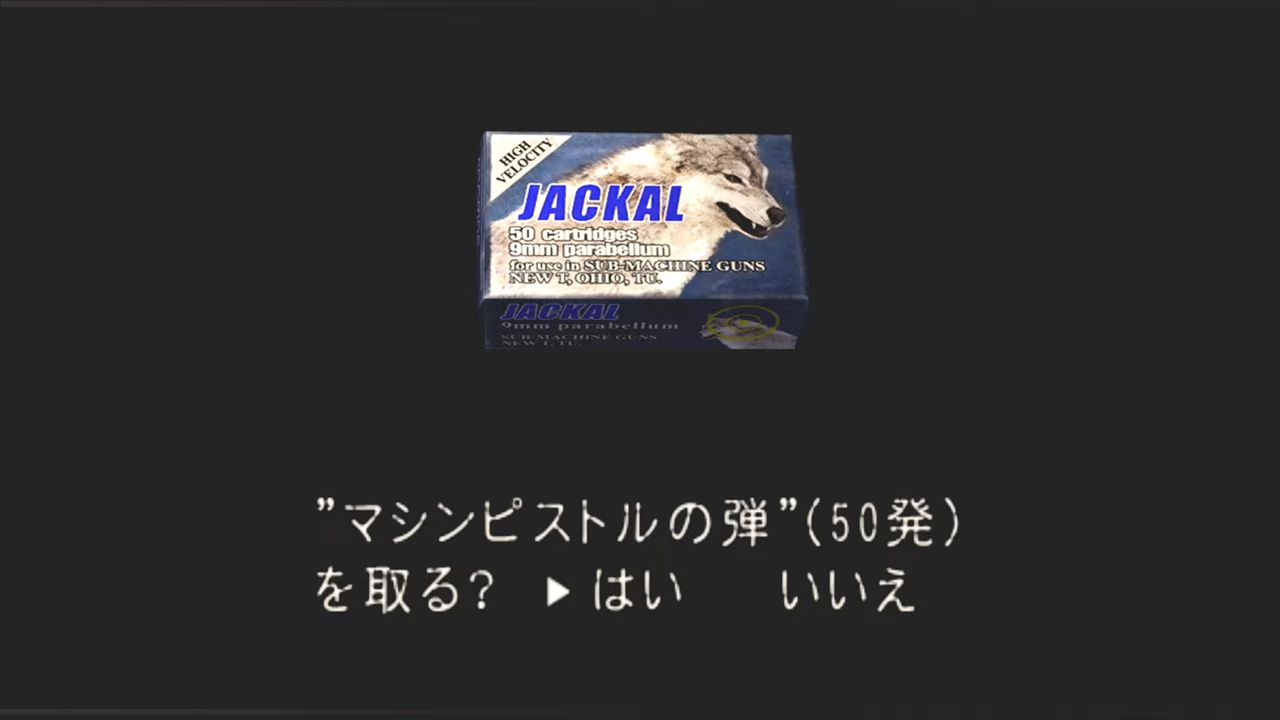 HIGH
VELOCITY
JACKAL
50 cartridges
9mm parabellum
for use in SUB-MACHINE GUNS
NEW T, OHIO, TU.
JACKAL
9mm parabellum
SUB-MACHINE GUNS
NEW T, TU.
”マシンピストルの弾”(50発)
を取る? ▶はい いいえ